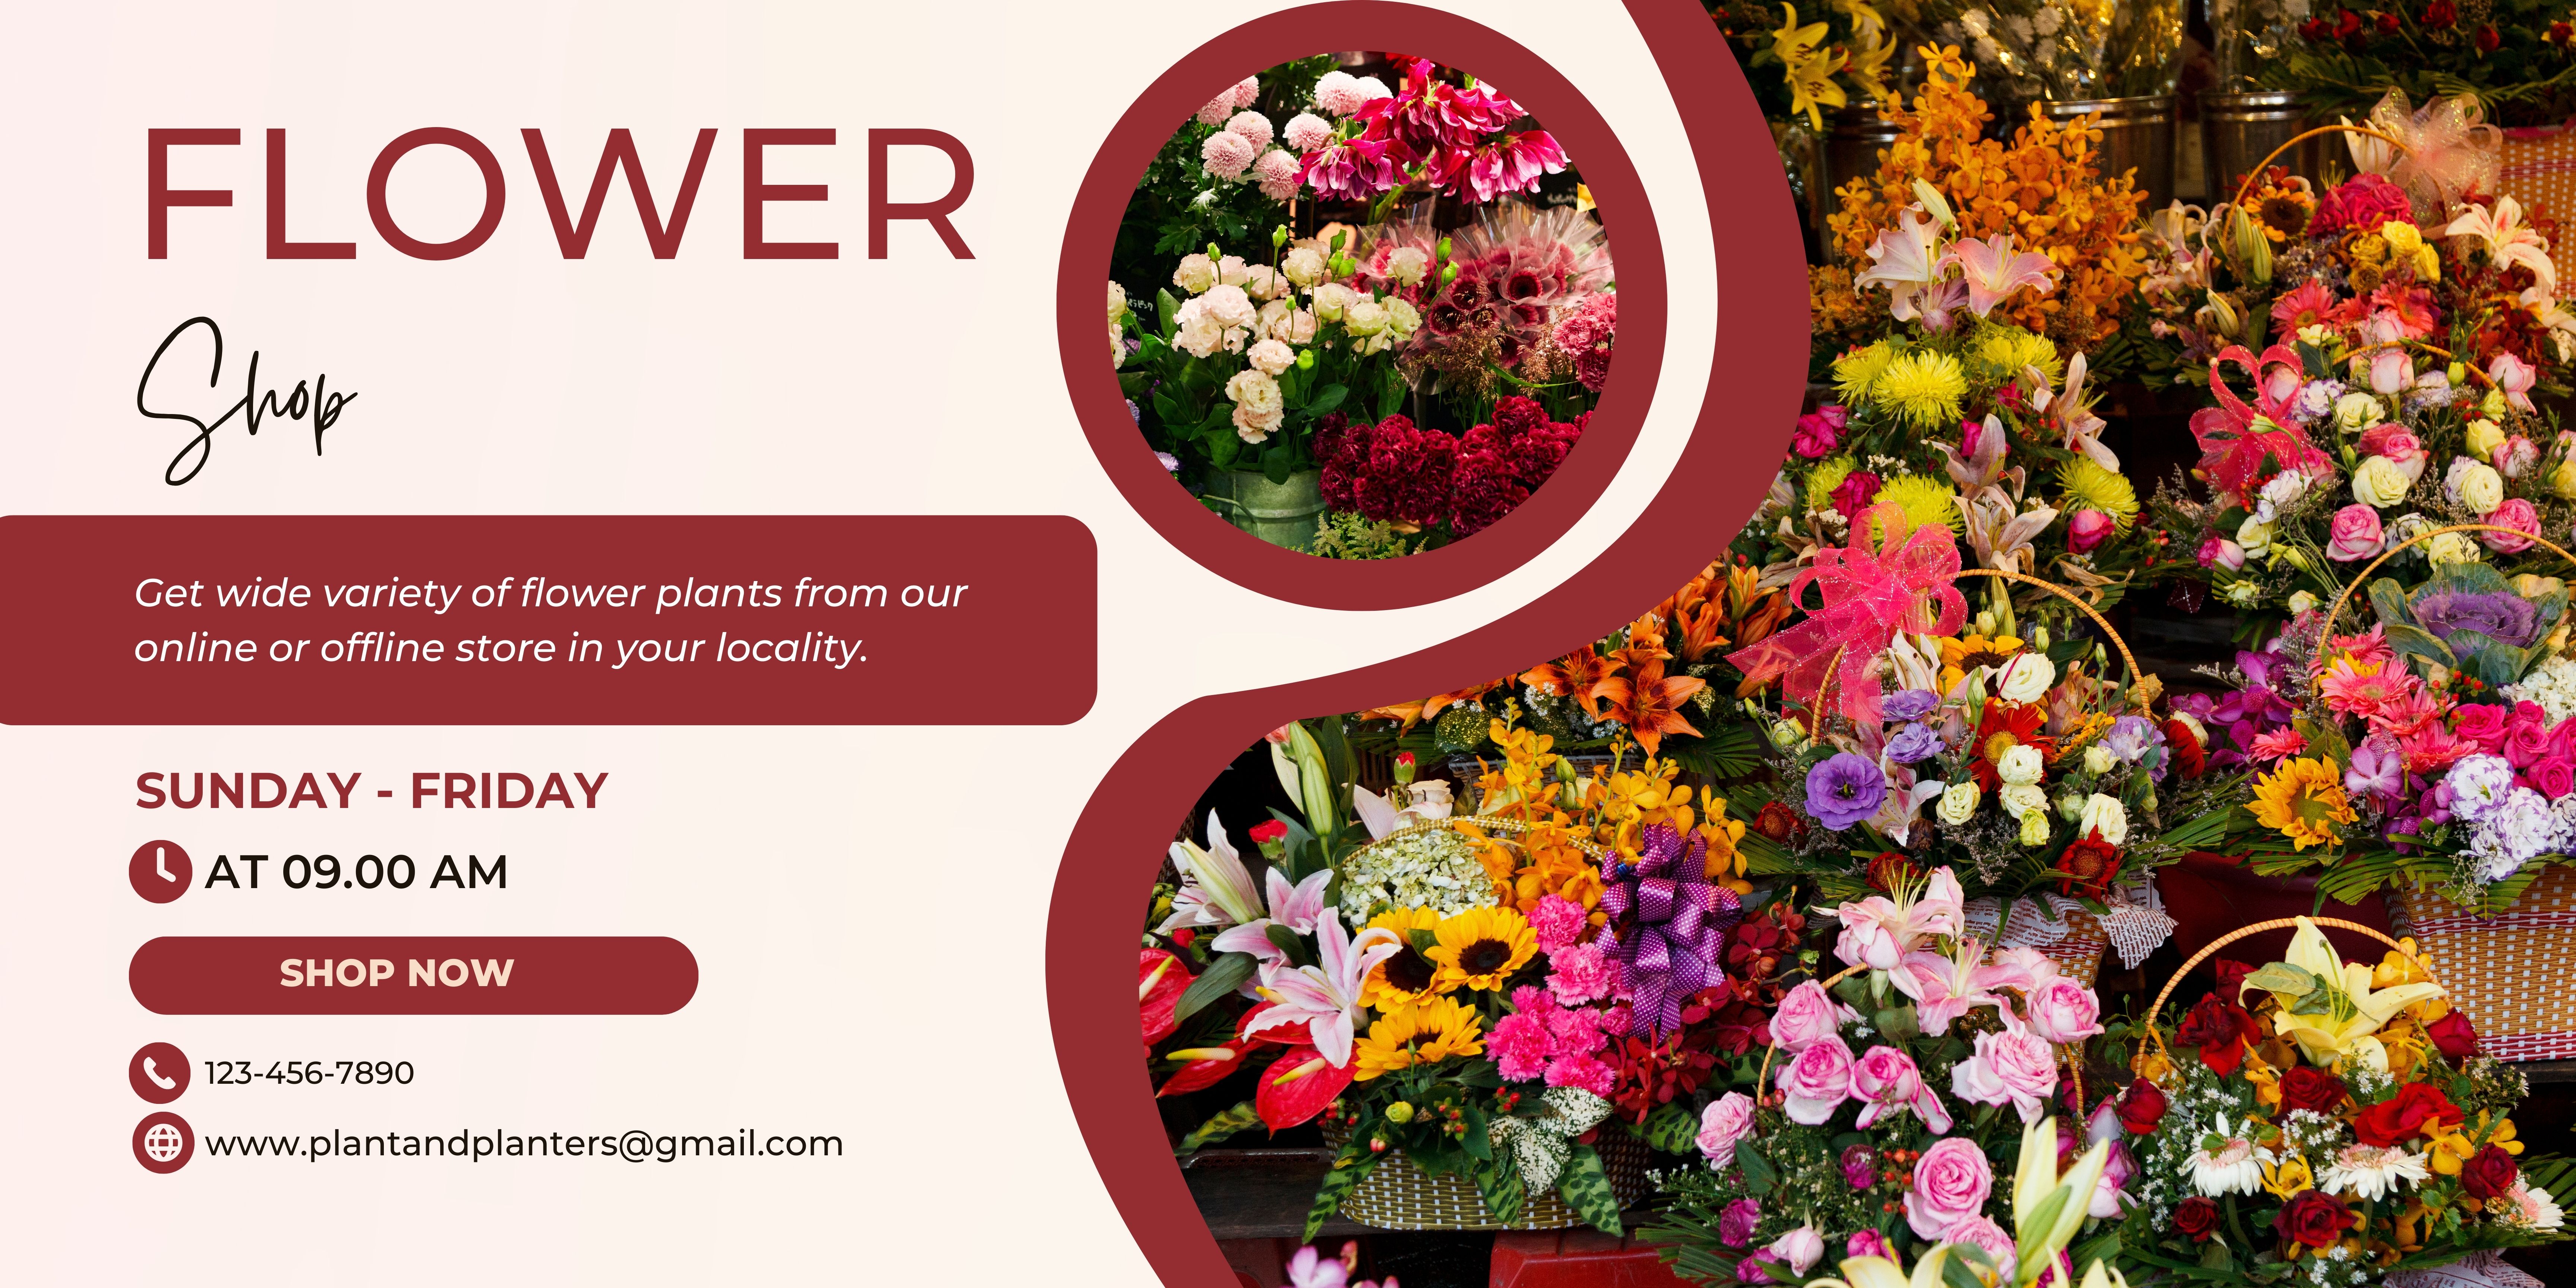 FLOWER
Shop
Get wide variety of flower plants from our
online or offline store in your locality.
SUNDAY - FRIDAY
AT 09.00 AM
SHOP NOW
123-456-7890
www.plantandplanters@gmail.com